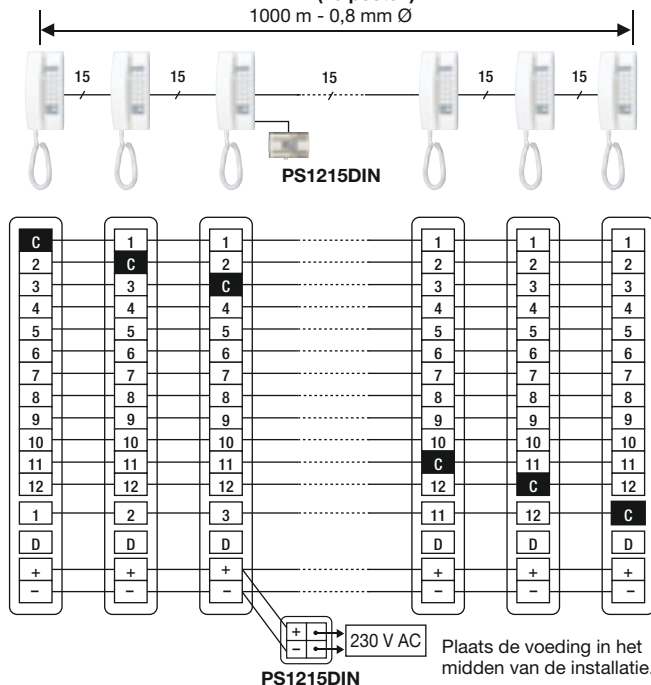 1000 m - 0,8 mm Ø
15 15 15 15 15
PS1215DIN
C 1 1 1 1 1
2 C 2 2 2 2
3 3 C 3 3 3
4 4 4 4 4 4
5 5 5 5 5 5
6 6 6 6 6 6
7 7 7 7 7 7
8 8 8 8 8 8
9 9 9 9 9 9
10 10 10 10 10 10
11 11 11 C 11 11
12 12 12 12 C 12
1 2 3 11 12 C
D D D D D D
+ + + + + +
− − − − − −
+
−
230 V AC
PS1215DIN
Plaats de voeding in het
midden van de installatie.